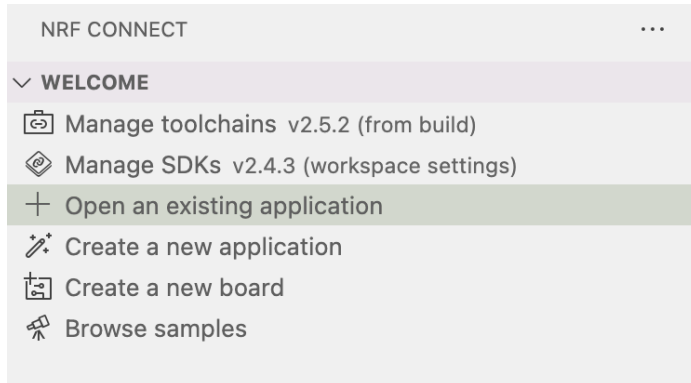 NRF CONNECT
WELCOME
Manage toolchains v2.5.2 (from build)
Manage SDKs v2.4.3 (workspace settings)
Open an existing application
Create a new application
Create a new board
Browse samples